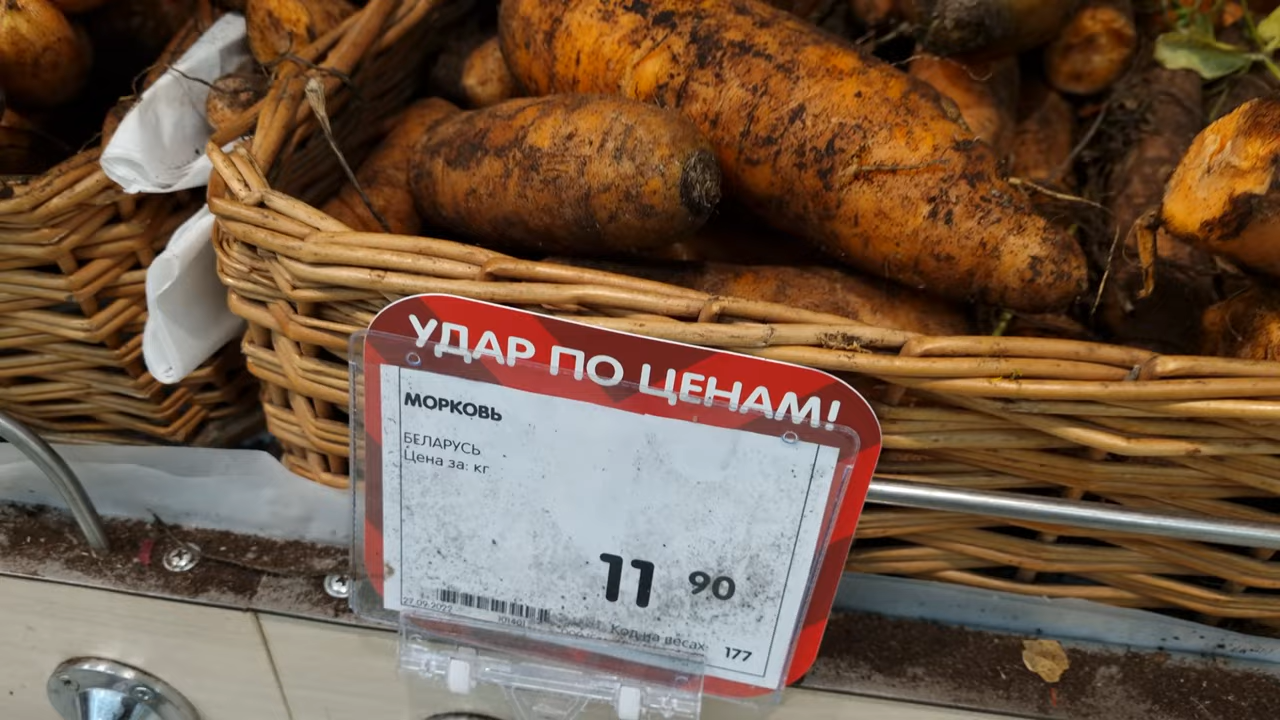 УДАР ПО ЦЕНАМ!
МОРКОВЬ
БЕЛАРУСЬ
Цена за: кг
11 90
27.09.2022
Код на весах: 177